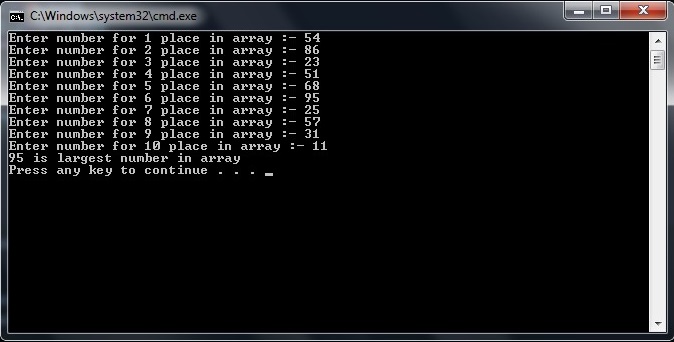 C:\Windows\system32\cmd.exe
Enter number for 1 place in array :- 54
Enter number for 2 place in array :- 86
Enter number for 3 place in array :- 23
Enter number for 4 place in array :- 51
Enter number for 5 place in array :- 68
Enter number for 6 place in array :- 95
Enter number for 7 place in array :- 25
Enter number for 8 place in array :- 57
Enter number for 9 place in array :- 31
Enter number for 10 place in array :- 11
95 is largest number in array
Press any key to continue . . . _